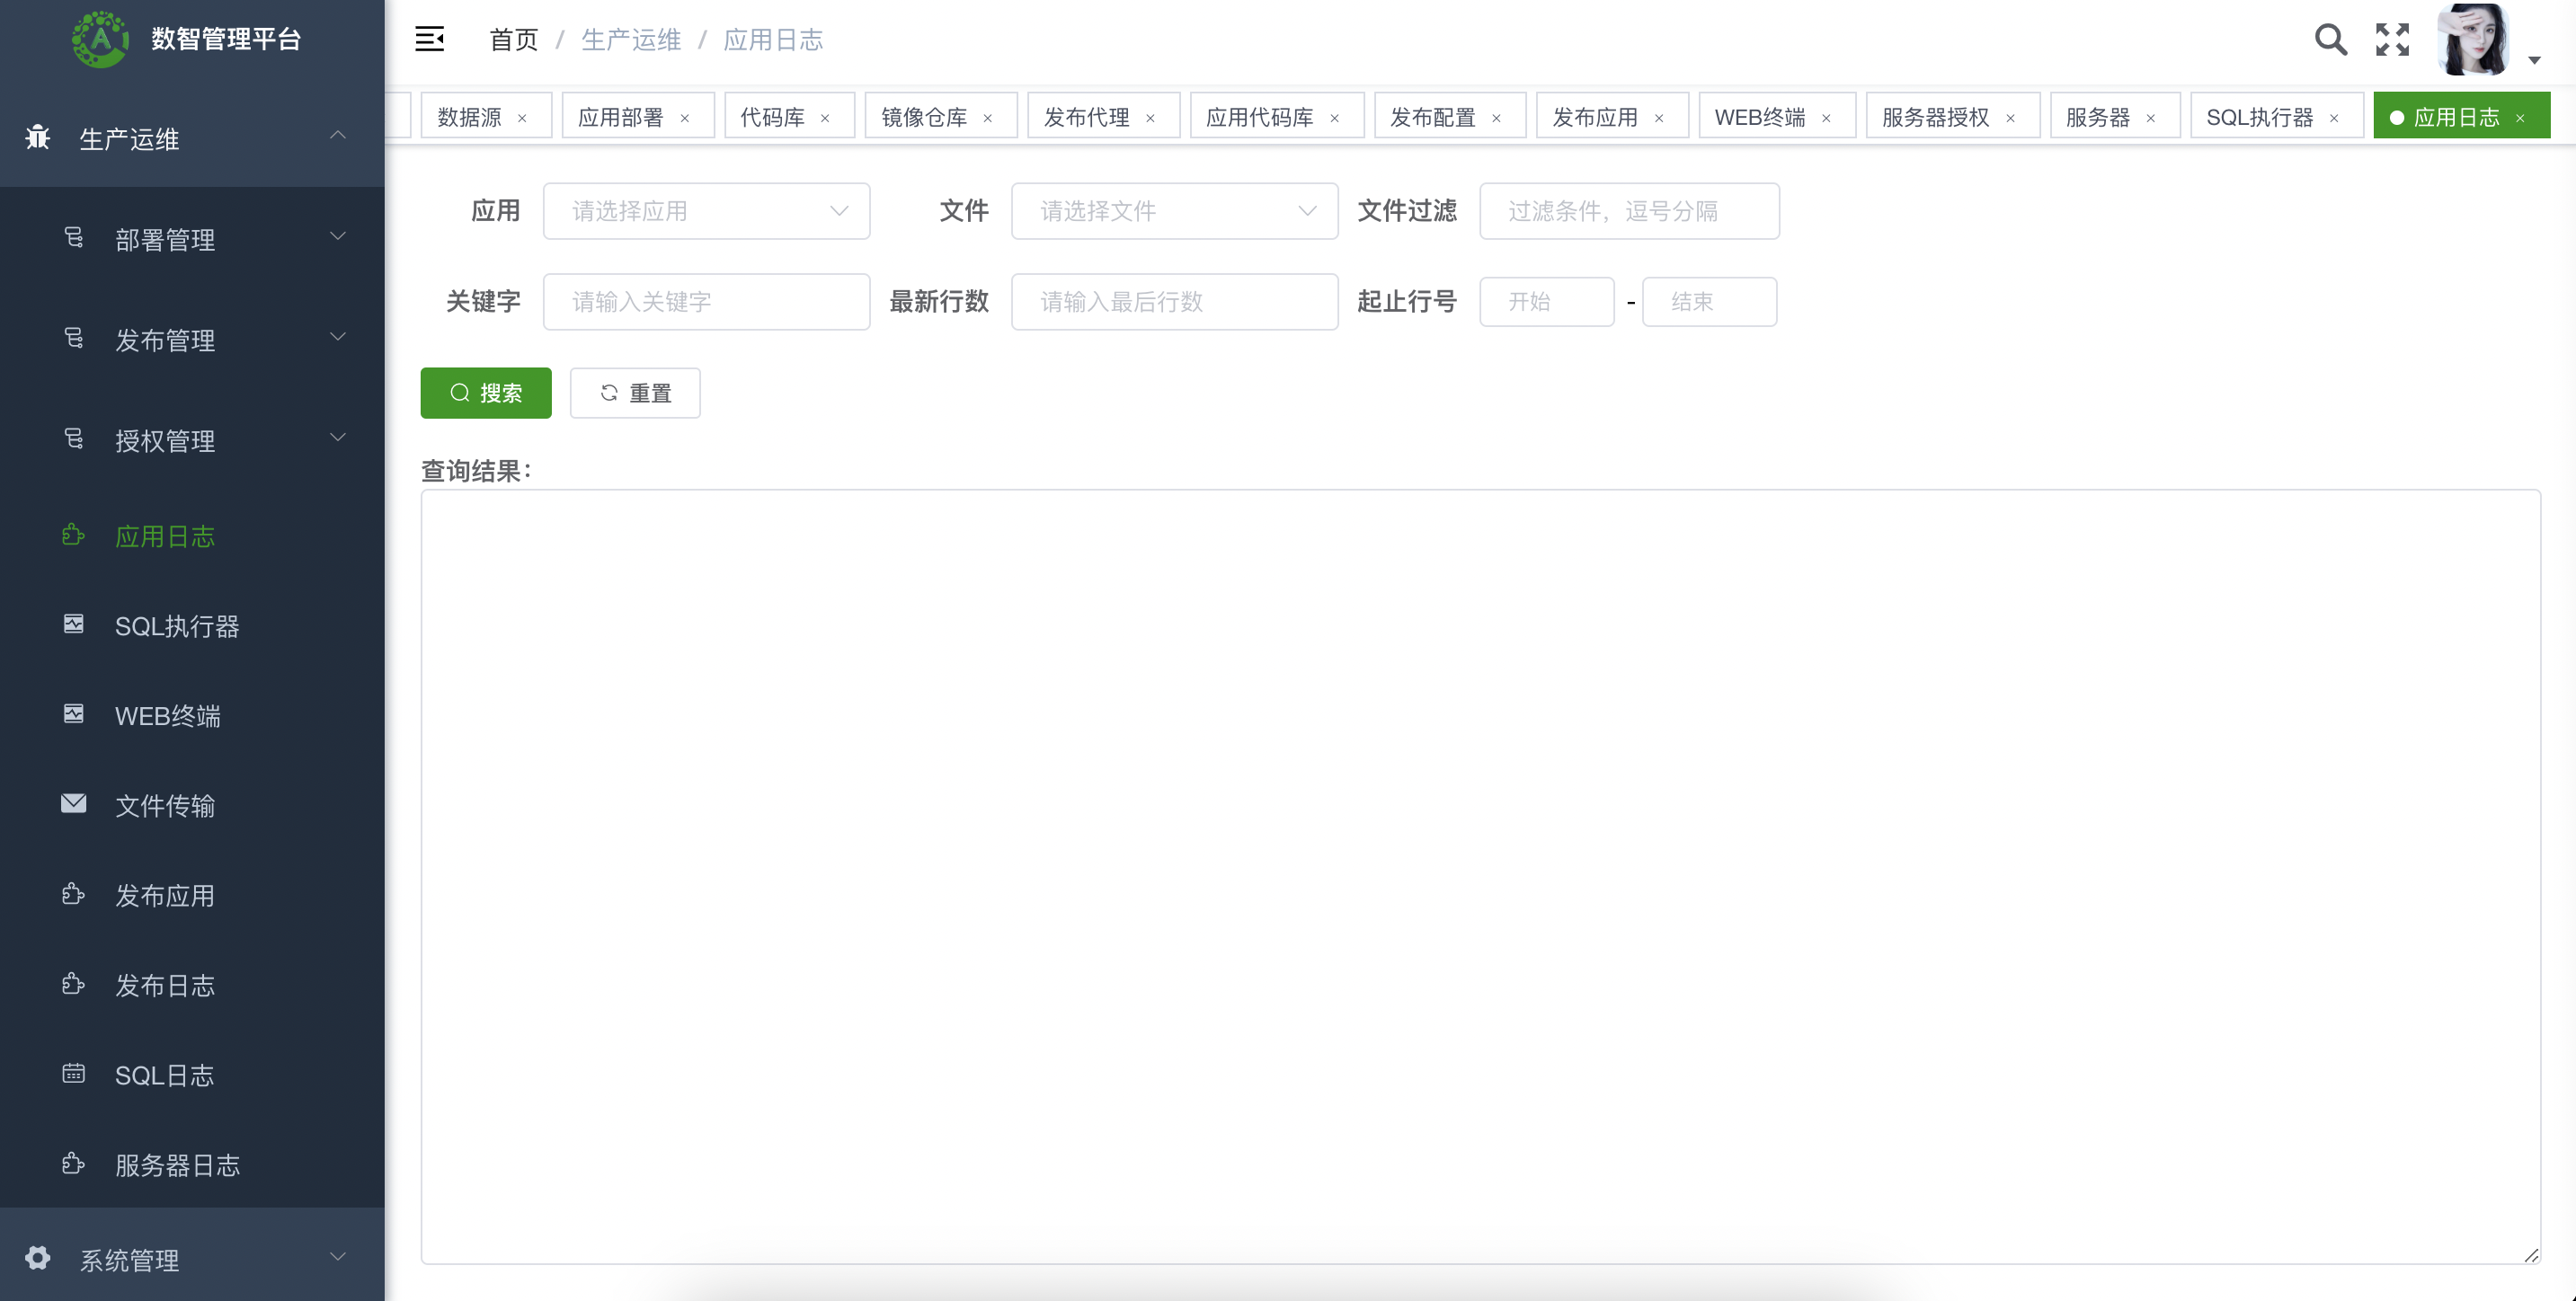 数智管理平台
首页 / 生产运维 / 应用日志
生产运维
部署管理
发布管理
授权管理
应用日志
SQL执行器
WEB终端
文件传输
发布应用
发布日志
SQL日志
服务器日志
系统管理
数据源 × 应用部署 × 代码库 × 镜像仓库 × 发布代理 × 应用代码库 × 发布配置 × 发布应用 × WEB终端 × 服务器授权 × 服务器 × SQL执行器 × 应用日志 ×
应用 请选择应用 文件 请选择文件 文件过滤 过滤条件，逗号分隔
关键字 请输入关键字 最新行数 请输入最后行数 起止行号 开始 - 结束
搜索 重置
查询结果：